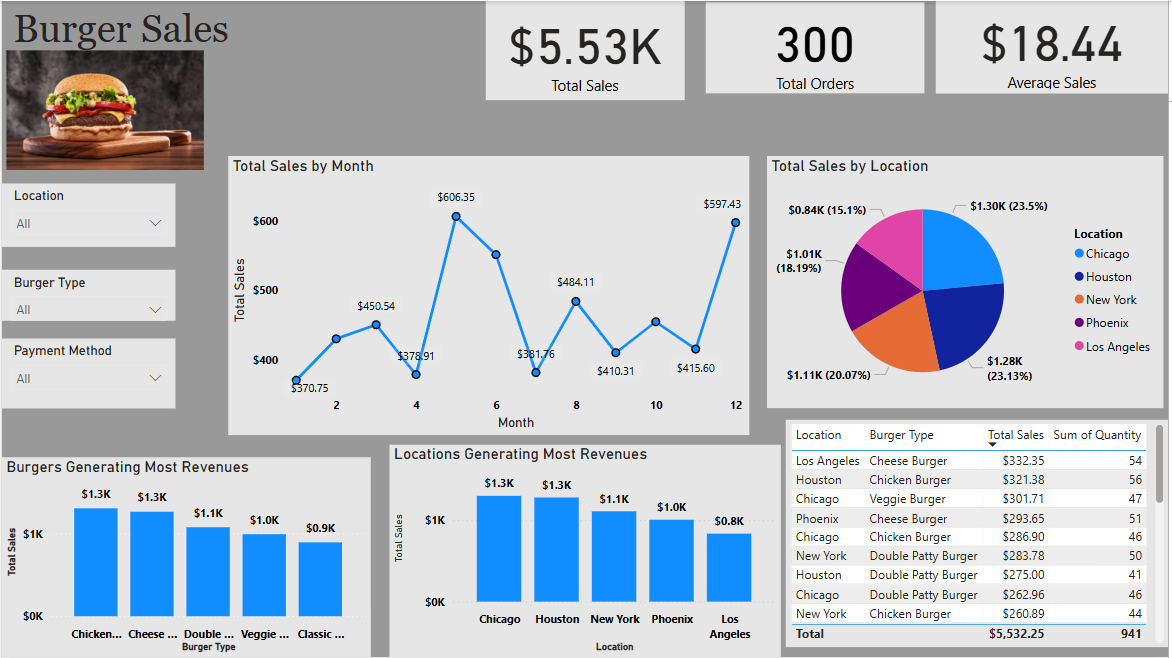 Burger Sales
$5.53K
Total Sales
300
Total Orders
$18.44
Average Sales
Location
All
Burger Type
All
Payment Method
All
Total Sales by Month
Total Sales
$600
$500
$400
$370.75
$450.54
$378.91
$606.35
$381.76
$484.11
$410.31
$415.60
$597.43
2 4 6 8 10 12
Month
Total Sales by Location
$0.84K (15.1%)
$1.30K (23.5%)
$1.01K
(18.19%)
$1.11K (20.07%)
$1.28K
(23.13%)
Location
Chicago
Houston
New York
Phoenix
Los Angeles
Burgers Generating Most Revenues
Total Sales
$1K
$0K
$1.3K $1.3K $1.1K $1.0K $0.9K
Chicken... Cheese ... Double ... Veggie ... Classic ...
Burger Type
Locations Generating Most Revenues
Total Sales
$1K
$0K
$1.3K $1.3K $1.1K $1.0K $0.8K
Chicago Houston New York Phoenix Los
Angeles
Location
Location Burger Type Total Sales Sum of Quantity
Los Angeles Cheese Burger $332.35 54
Houston Chicken Burger $321.38 56
Chicago Veggie Burger $301.71 47
Phoenix Cheese Burger $293.65 51
Chicago Chicken Burger $286.90 46
New York Double Patty Burger $283.78 50
Houston Double Patty Burger $275.00 41
Chicago Double Patty Burger $262.96 46
New York Chicken Burger $260.89 44
Total $5,532.25 941